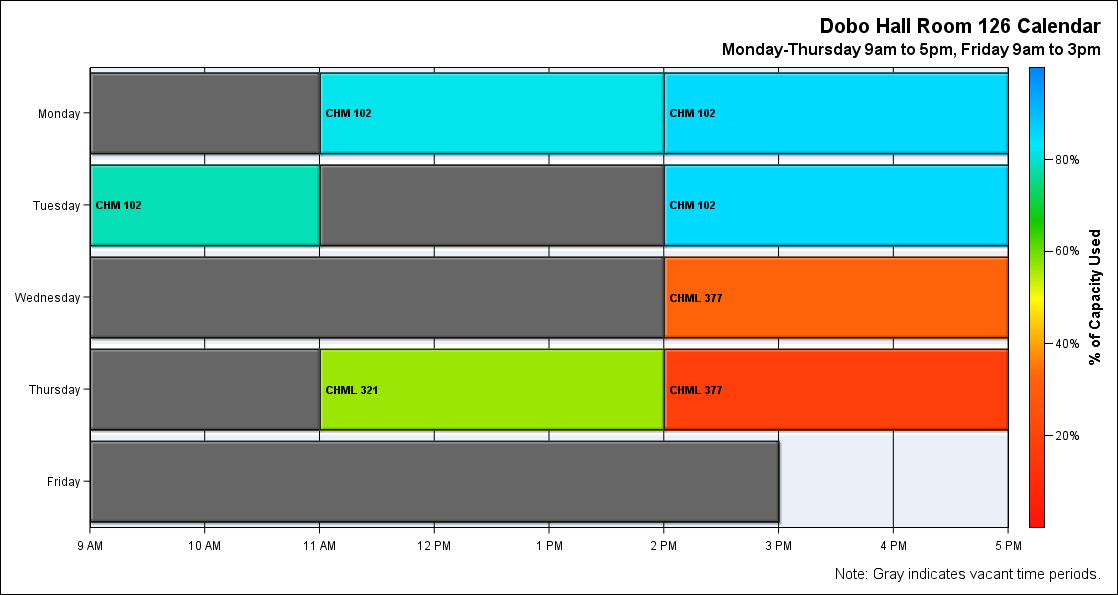 Dobo Hall Room 126 Calendar
Monday-Thursday 9am to 5pm, Friday 9am to 3pm
Monday
CHM 102
CHM 102
Tuesday
CHM 102
CHM 102
Wednesday
CHML 377
Thursday
CHML 321
CHML 377
Friday
9 AM
10 AM
11 AM
12 PM
1 PM
2 PM
3 PM
4 PM
5 PM
80%
60%
40%
20%
% of Capacity Used
Note: Gray indicates vacant time periods.